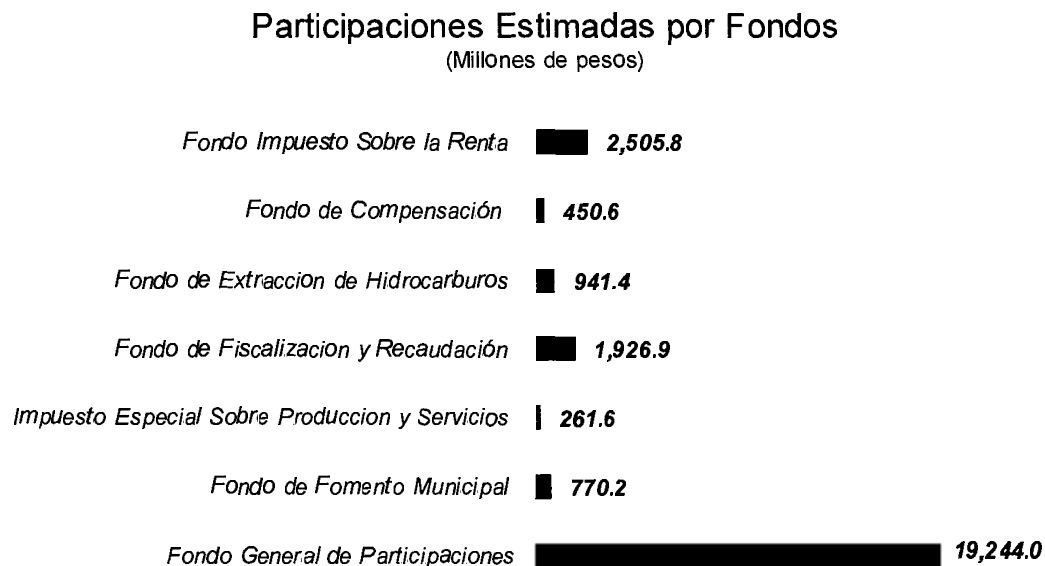 Participaciones Estimadas por Fondos
(Millones de pesos)
Fondo Impuesto Sobre la Renta 2,505.8
Fondo de Compensación 450.6
Fondo de Extraccion de Hidrocarburos 941.4
Fondo de Fiscalizacion y Recaudación 1,926.9
Impuesto Especial Sobre Produccion y Servicios 261.6
Fondo de Fomento Municipal 770.2
Fondo General de Participaciones 19,244.0